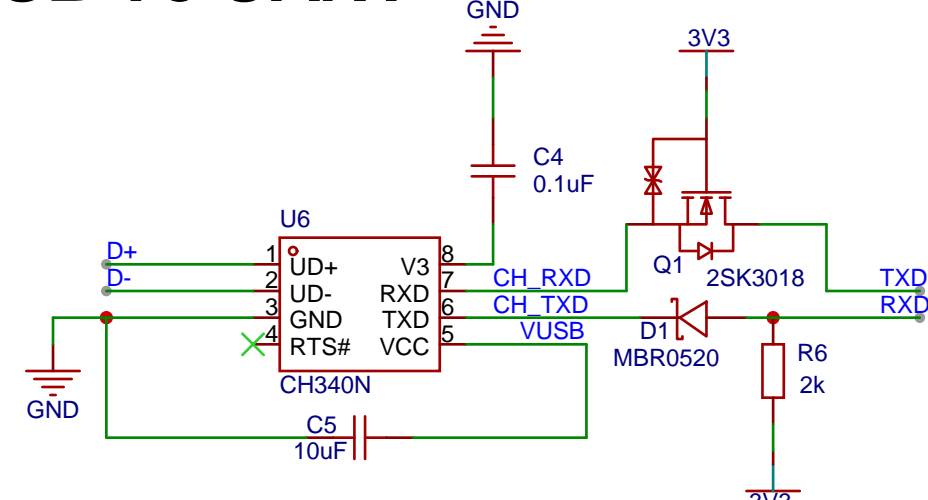 GND
3V3
C4
0.1uF
U6
D+
1
UD+
V3
8
CH_RXD
Q1
2SK3018
TXD
D-
2
UD-
RXD
7
CH_TXD
RXD
3
GND
TXD
6
VUSB
D1
MBR0520
4
RTS#
VCC
5
R6
2k
GND
CH340N
C5
10uF